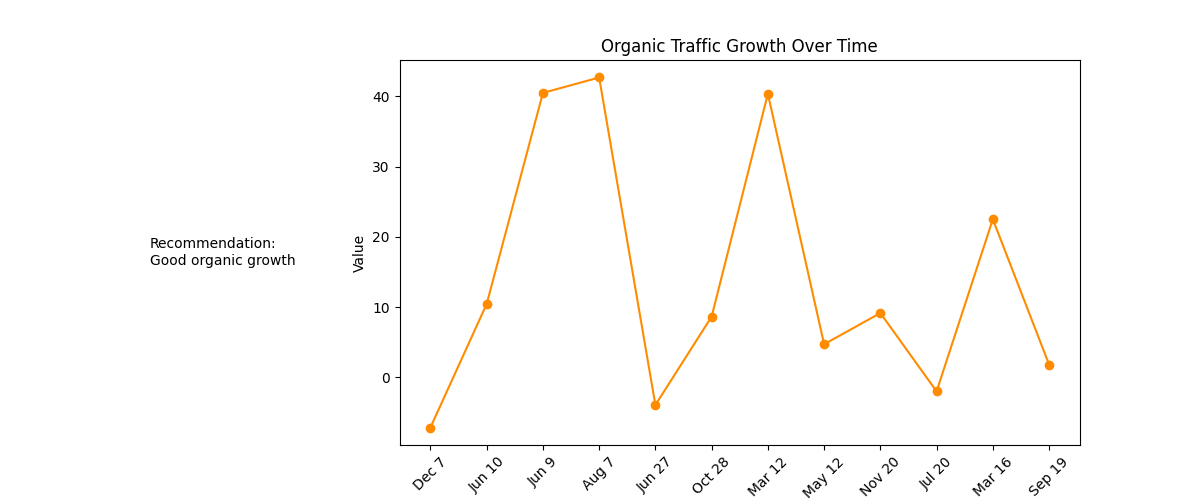 Organic Traffic Growth Over Time
Recommendation:
Good organic growth
Value
40
30
20
10
0
Dec 7
Jun 10
Jun 9
Aug 7
Jun 27
Oct 28
Mar 12
May 12
Nov 20
Jul 20
Mar 16
Sep 19